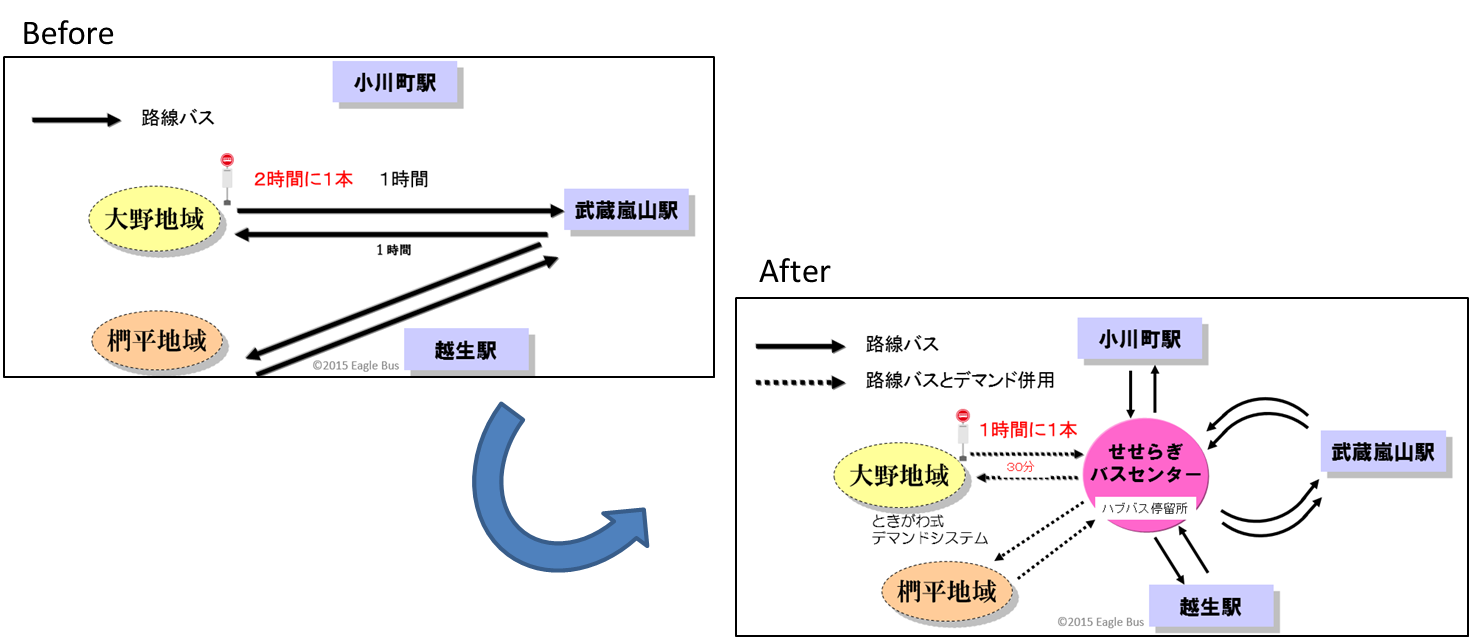 Before
小川町駅
路線バス
２時間に１本 １時間
大野地域
武蔵嵐山駅
１時間
椚平地域
越生駅
©2015 Eagle Bus
After
小川町駅
路線バス
路線バスとデマンド併用
１時間に１本
せせらぎ
バスセンター
武蔵嵐山駅
大野地域
30分
ハブバス停留所
ときがわ式
デマンドシステム
椚平地域
越生駅
©2015 Eagle Bus